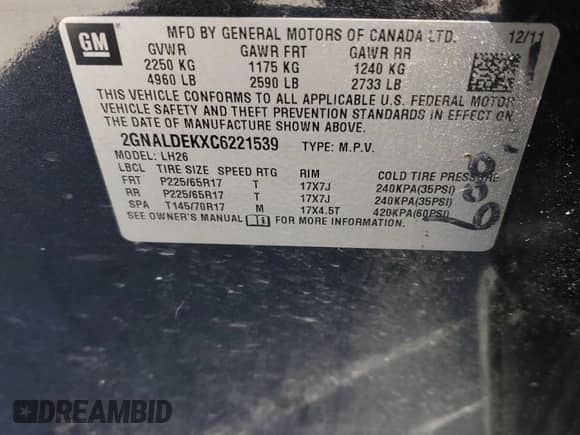 GM
MFD BY GENERAL MOTORS OF CANADA LTD. 12/11
GVWR GAWR FRT GAWR RR
2250 KG 1175 KG 1240 KG
4960 LB 2590 LB 2733 LB
THIS VEHICLE CONFORMS TO ALL APPLICABLE U.S. FEDERAL MOTOR
VEHICLE SAFETY AND THEFT PREVENTION STANDARDS IN EFFECT ON
THE DATE OF MANUFACTURE SHOWN ABOVE.
2GNALDEKXC6221539 TYPE: M.P.V.
MODEL: LH26
LBCL TIRE SIZE SPEED RTG RIM COLD TIRE PRESSURE
FRT P225/65R17 T 17X7J 240KPA(35PSI)
RR P225/65R17 T 17X7J 240KPA(35PSI)
SPA T145/70R17 M 17X4.5T 420KPA(60PSI)
SEE OWNER'S MANUAL FOR MORE INFORMATION.
DREAMBID